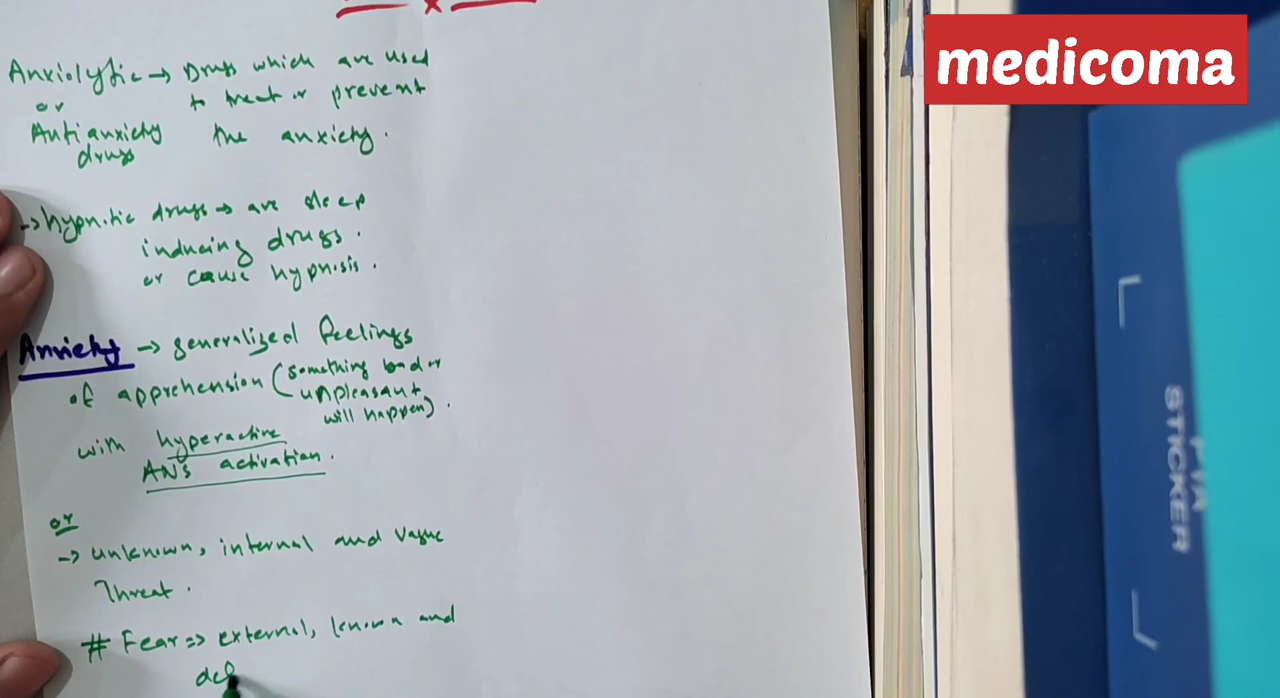 medicoma
Anxiolytic → Drugs which are used
or to treat or prevent
Antianxiety the anxiety.
drugs
→ hypnotic drugs → are sleep
inducing drugs.
or cause hypnosis.
Anxiety → generalized feelings
of apprehension (something bad or
unpleasant
will happen).
with hyperactive
ANS activation.
or
→ unknown, internal and vague
Threat.
# Fear => external, known and
def
STICKER